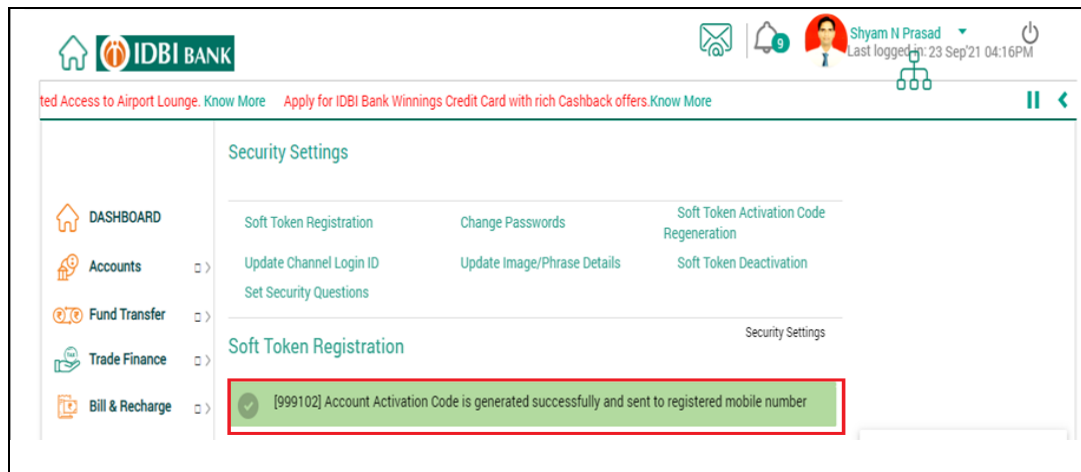 IDBI BANK
9
Shyam N Prasad
Last logged in: 23 Sep'21 04:16PM
ted Access to Airport Lounge. Know More Apply for IDBI Bank Winnings Credit Card with rich Cashback offers.Know More
Security Settings
DASHBOARD
Accounts
Fund Transfer
Trade Finance
Bill & Recharge
Soft Token Registration
Change Passwords
Soft Token Activation Code
Regeneration
Update Channel Login ID
Update Image/Phrase Details
Soft Token Deactivation
Set Security Questions
Security Settings
Soft Token Registration
[999102] Account Activation Code is generated successfully and sent to registered mobile number